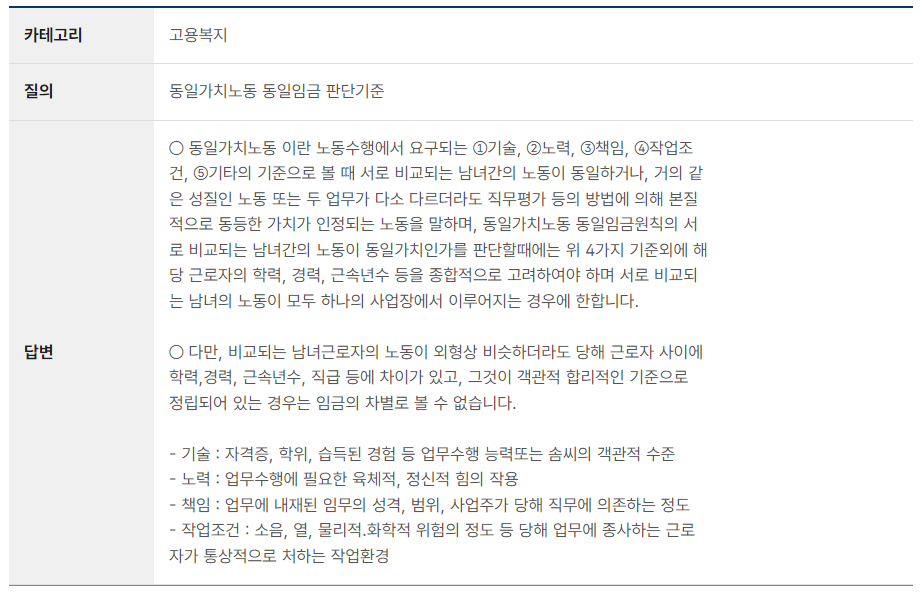 카테고리 고용복지
질의 동일가치노동 동일임금 판단기준
○ 동일가치노동 이란 노동수행에서 요구되는 ①기술, ②노력, ③책임, ④작업조
건, ⑤기타의 기준으로 볼 때 서로 비교되는 남녀간의 노동이 동일하거나, 거의 같
은 성질인 노동 또는 두 업무가 다소 다르더라도 직무평가 등의 방법에 의해 본질
적으로 동등한 가치가 인정되는 노동을 말하며, 동일가치노동 동일임금원칙의 서
로 비교되는 남녀간의 노동이 동일가치인가를 판단할때에는 위 4가지 기준외에 해
당 근로자의 학력, 경력, 근속년수 등을 종합적으로 고려하여야 하며 서로 비교되
는 남녀의 노동이 모두 하나의 사업장에서 이루어지는 경우에 한합니다.
답변
○ 다만, 비교되는 남녀근로자의 노동이 외형상 비슷하더라도 당해 근로자 사이에
학력,경력, 근속년수, 직급 등에 차이가 있고, 그것이 객관적 합리적인 기준으로
정립되어 있는 경우는 임금의 차별로 볼 수 없습니다.
- 기술 : 자격증, 학위, 습득된 경험 등 업무수행 능력또는 솜씨의 객관적 수준
- 노력 : 업무수행에 필요한 육체적, 정신적 힘의 작용
- 책임 : 업무에 내재된 임무의 성격, 범위, 사업주가 당해 직무에 의존하는 정도
- 작업조건 : 소음, 열, 물리적.화학적 위험의 정도 등 당해 업무에 종사하는 근로
자가 통상적으로 처하는 작업환경